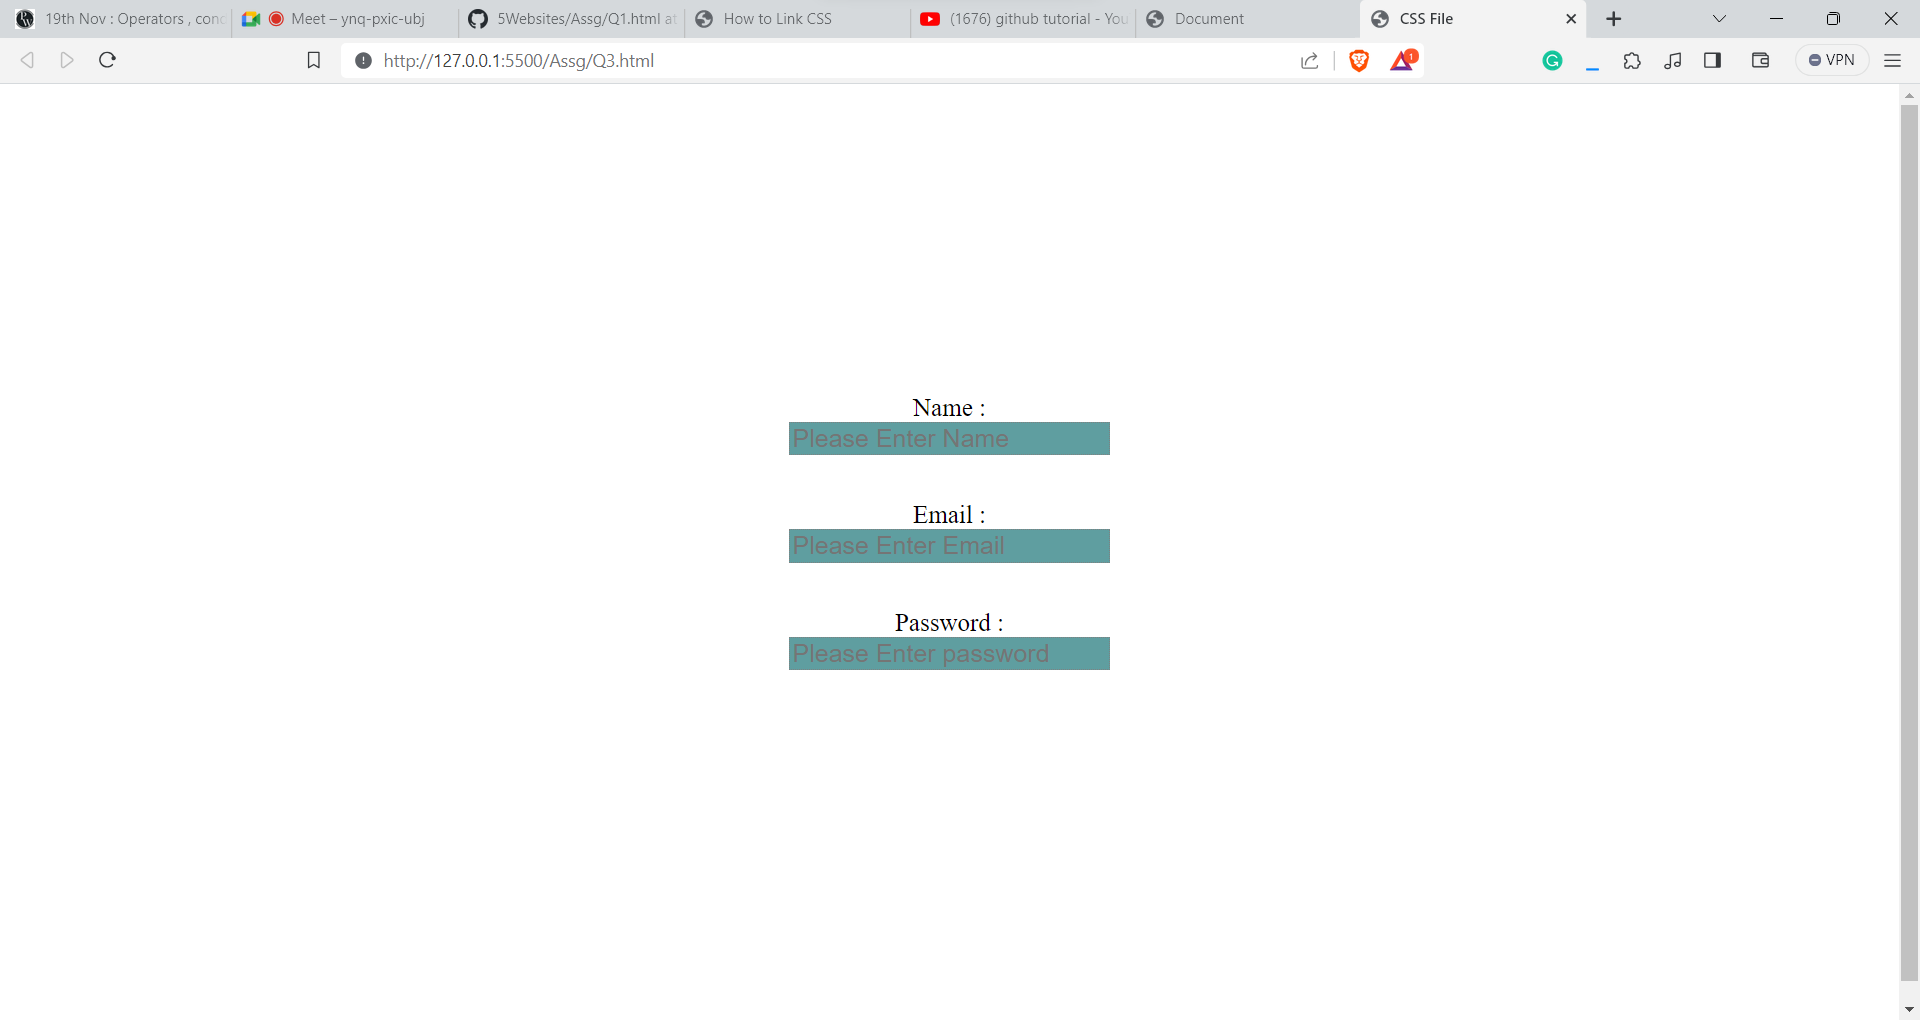 19th Nov : Operators , conc
Meet – ynq-pxic-ubj
5Websites/Assg/Q1.html at
How to Link CSS
(1676) github tutorial - You
Document
CSS File
http://127.0.0.1:5500/Assg/Q3.html
1
VPN
Name :
Please Enter Name
Email :
Please Enter Email
Password :
Please Enter password